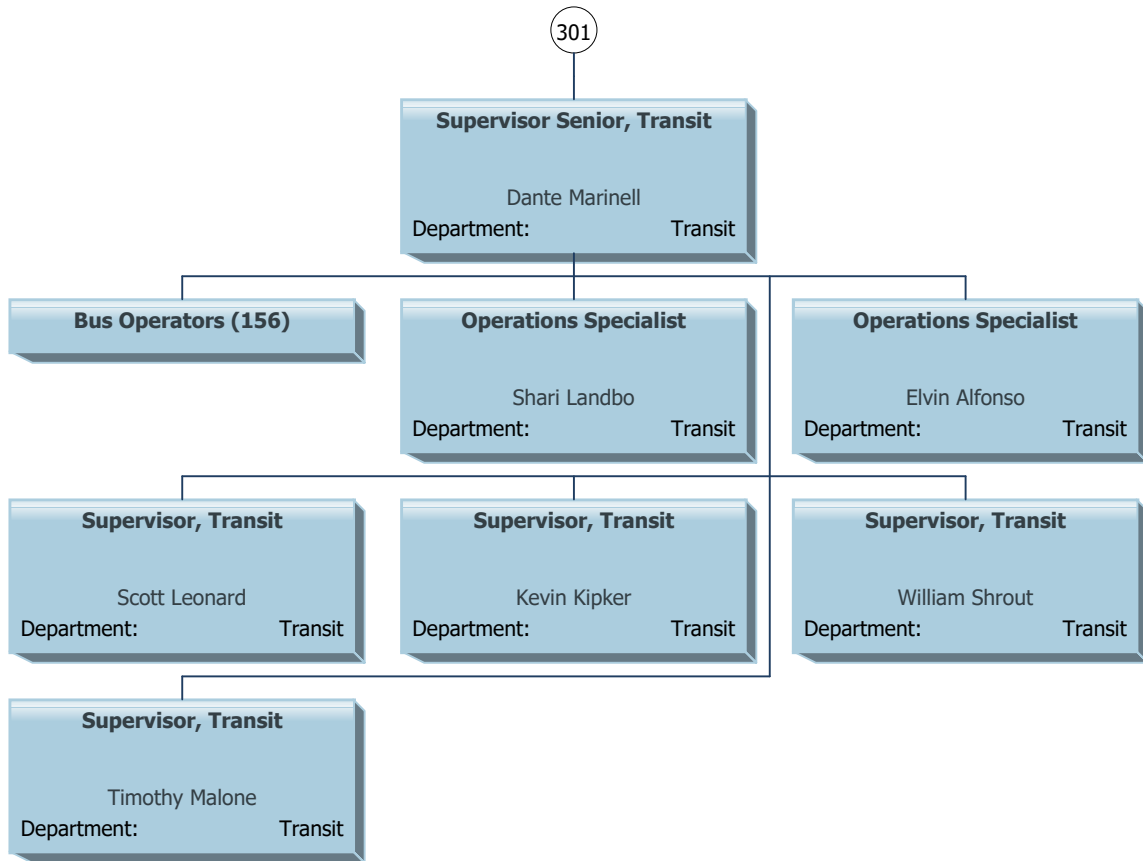 301
Supervisor Senior, Transit
Dante Marinell
Department: Transit
Bus Operators (156)
Operations Specialist
Shari Landbo
Department: Transit
Operations Specialist
Elvin Alfonso
Department: Transit
Supervisor, Transit
Scott Leonard
Department: Transit
Supervisor, Transit
Kevin Kipker
Department: Transit
Supervisor, Transit
William Shrout
Department: Transit
Supervisor, Transit
Timothy Malone
Department: Transit